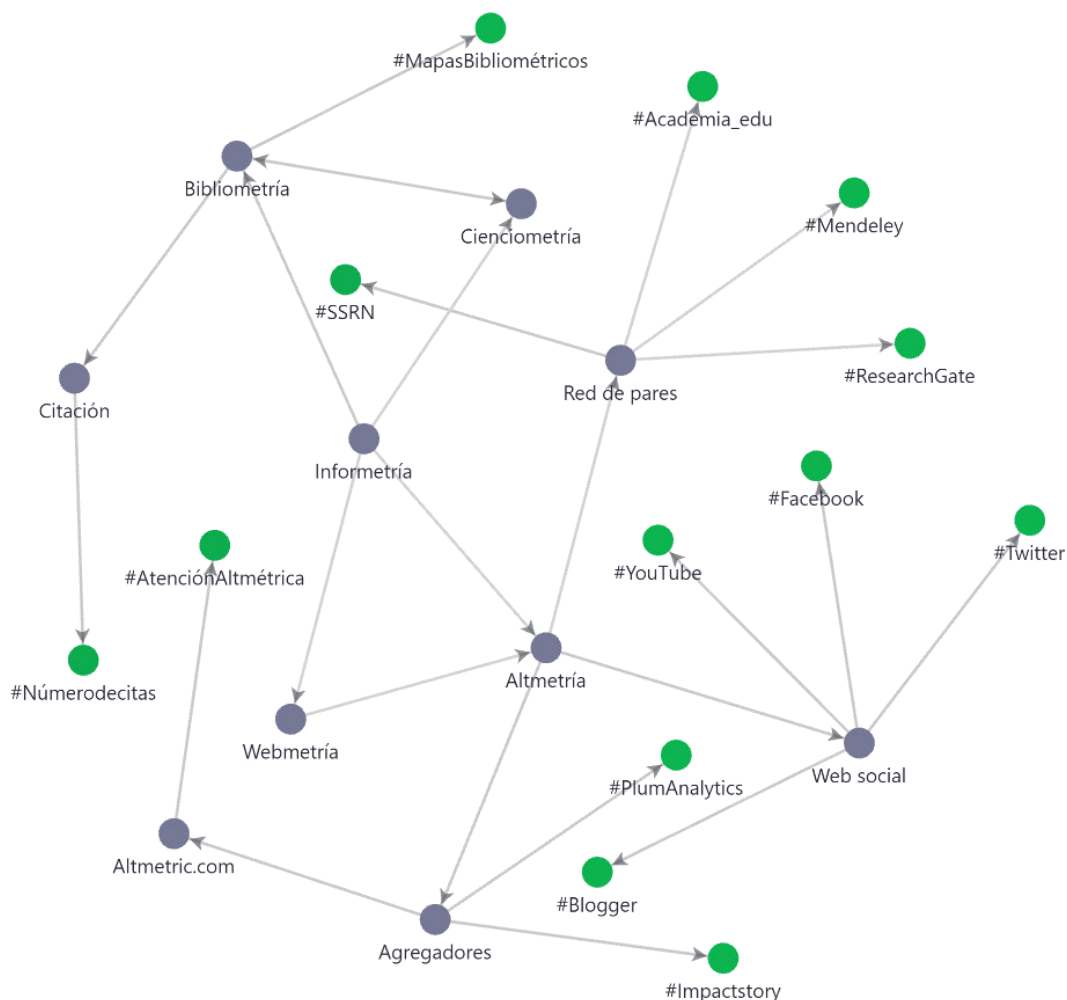 #MapasBibliométricos
#Academia_edu
Bibliometría
#Mendeley
Cienciometría
#SSRN
#ResearchGate
Red de pares
Citación
Informetría
#Facebook
#Twitter
#YouTube
#AtenciónAltmétrica
Altmetría
#Númerodecitas
Webmetría
Web social
#PlumAnalytics
Altmetric.com
#Blogger
Agregadores
#Impactstory